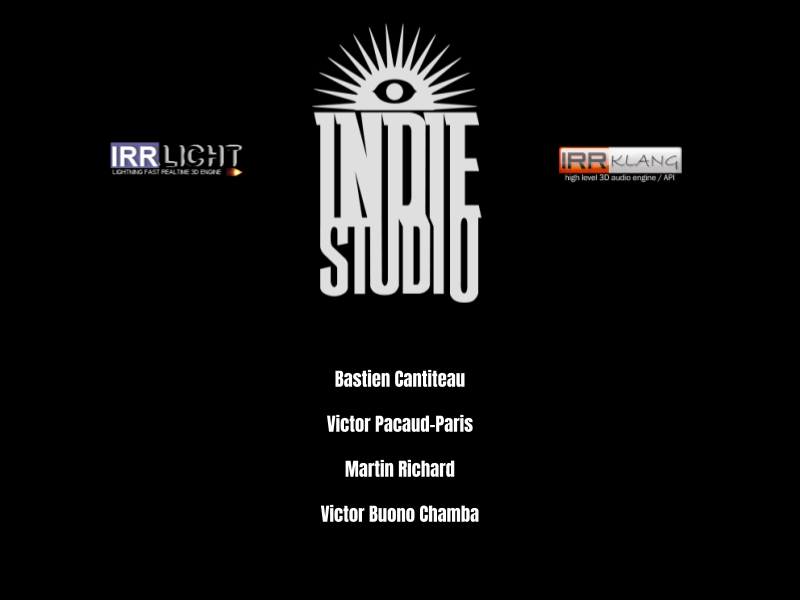 INDIE
STUDIO
IRRLICHT
LIGHTNING FAST REALTIME 3D ENGINE
IRRKLANG
high level 3D audio engine / API
Bastien Cantiteau
Victor Pacaud-Paris
Martin Richard
Victor Buono Chamba